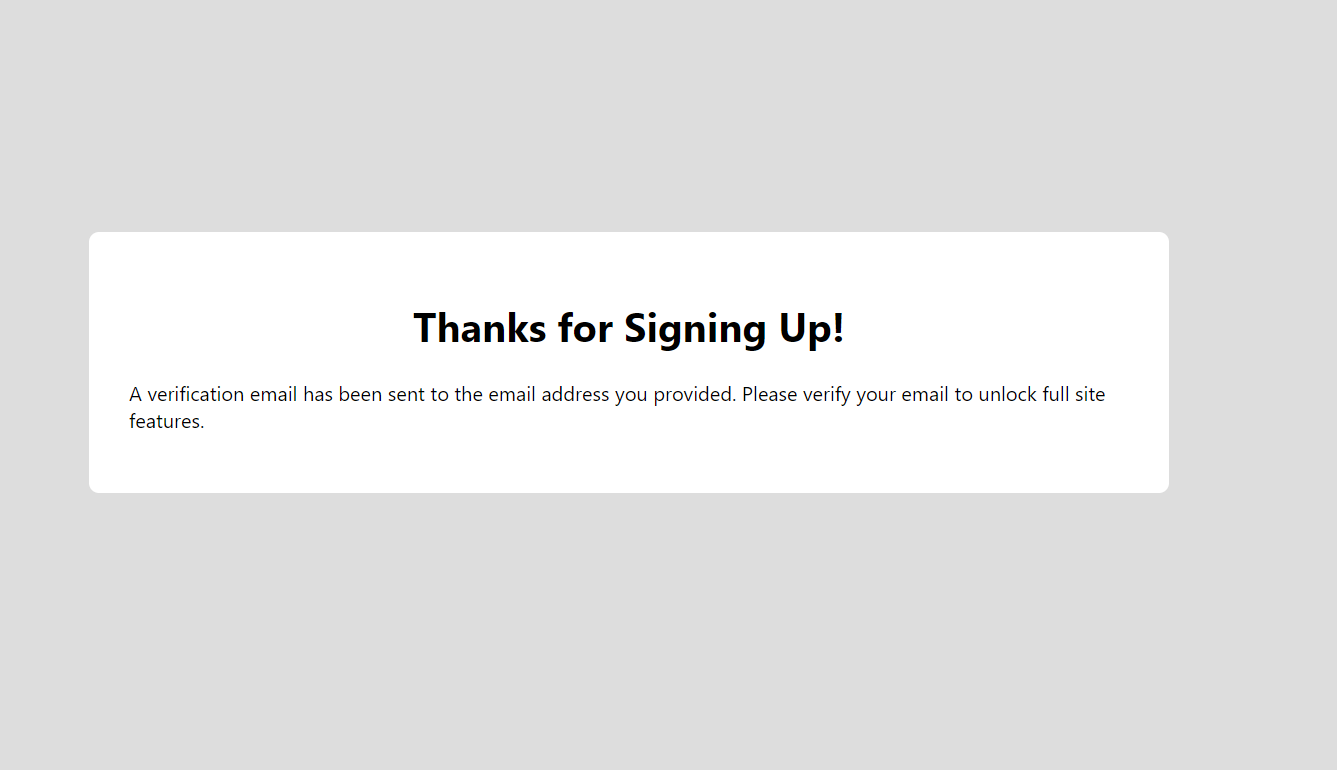 Thanks for Signing Up!
A verification email has been sent to the email address you provided. Please verify your email to unlock full site
features.